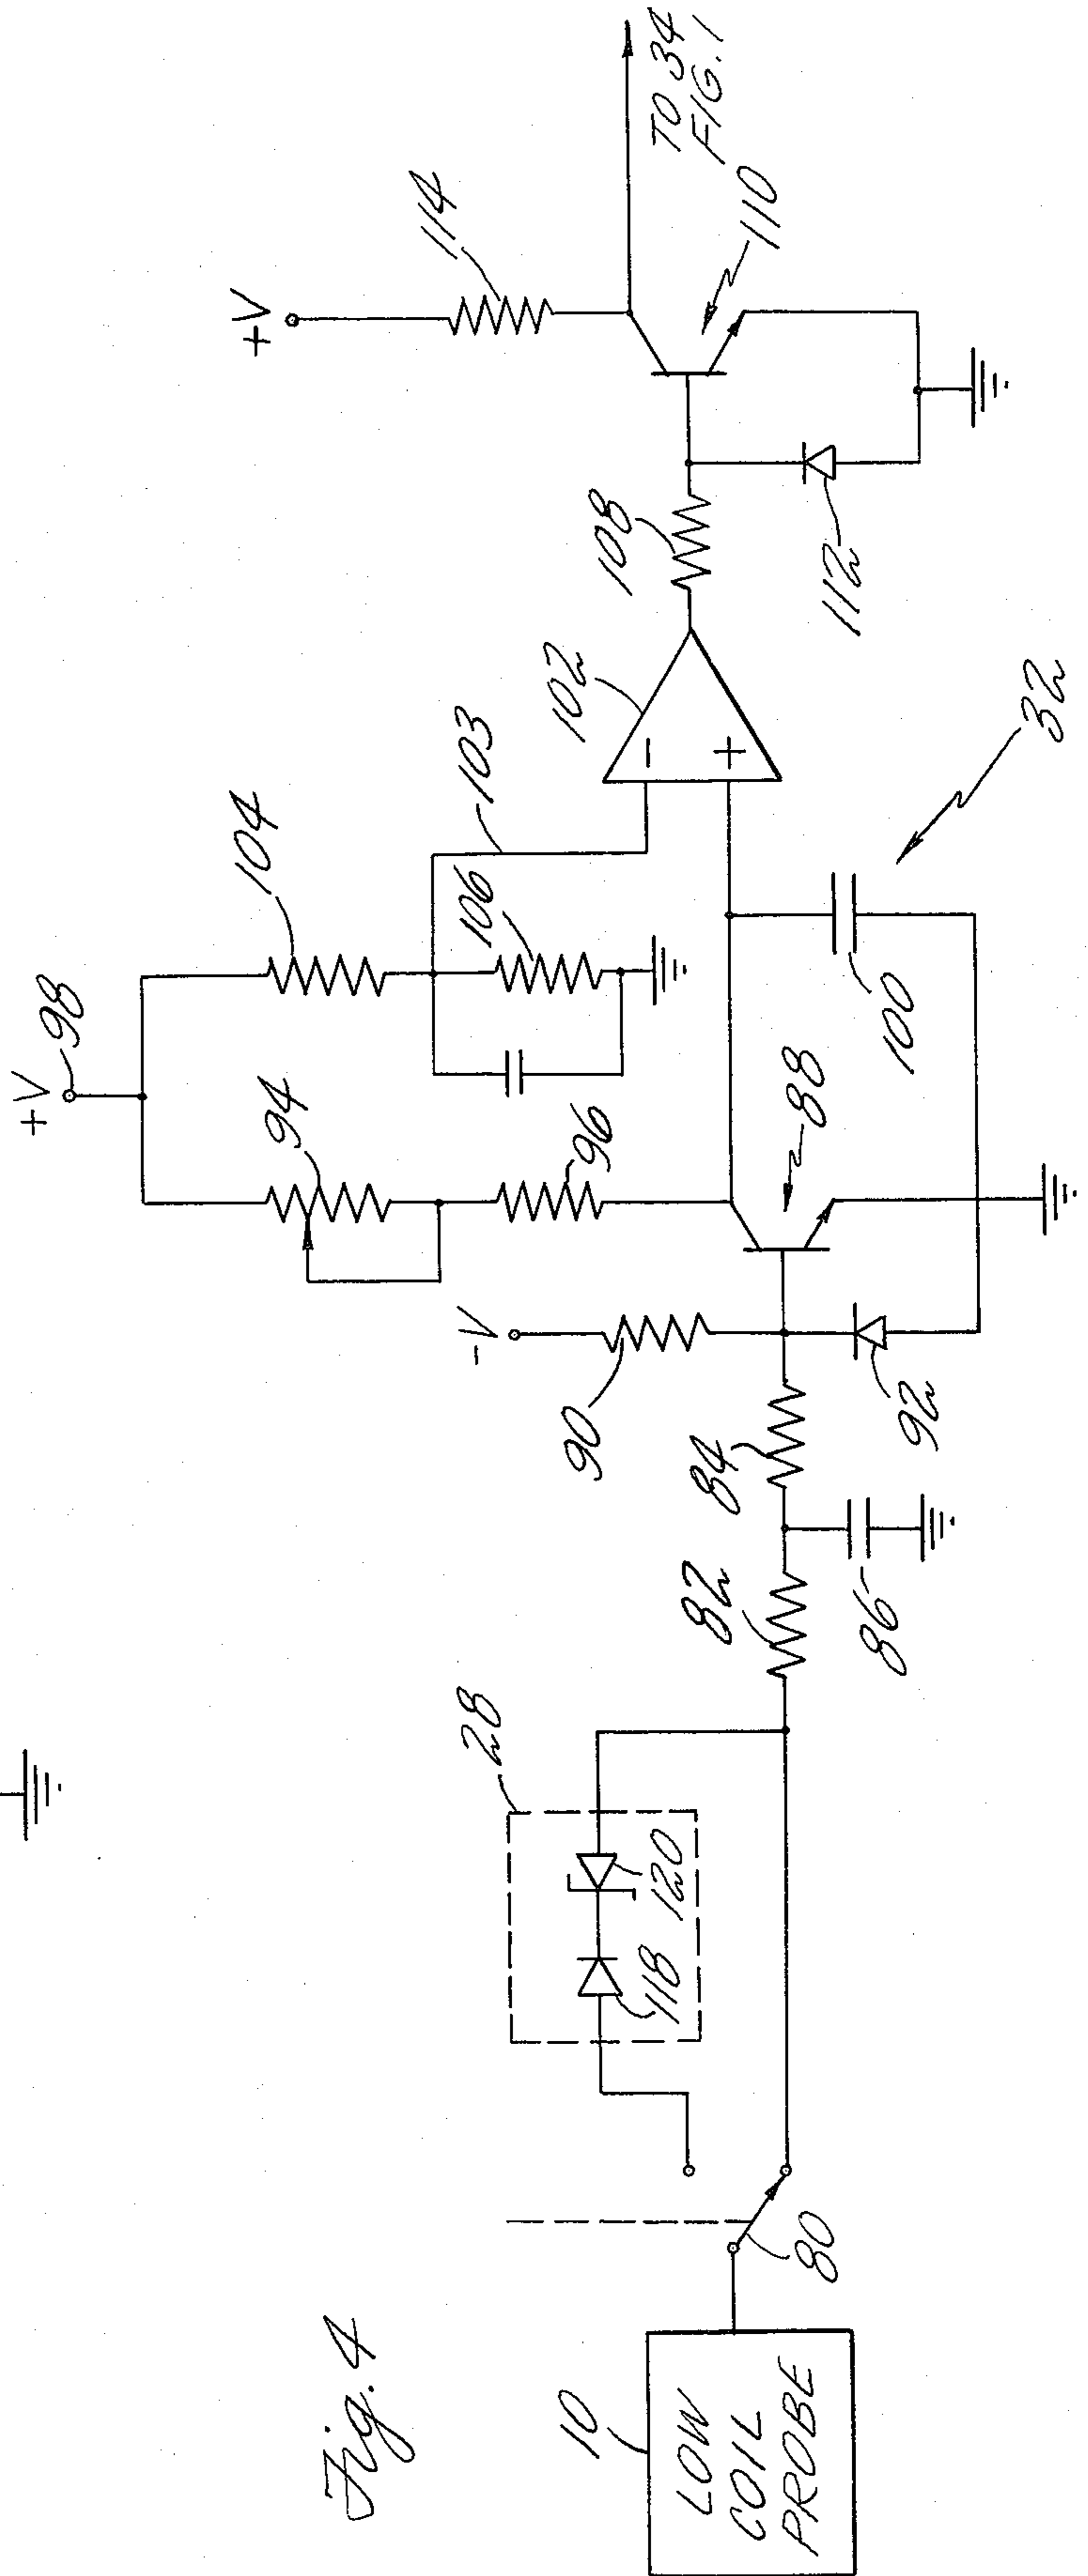 Fig. 4
10
LOW
COIL
PROBE
80
28
118
120
82
86
84
90
-V
92
88
94
96
+V
98
104
106
103
100
102
32
108
112
110
114
+V
TO 34
FIG. 1
-
+